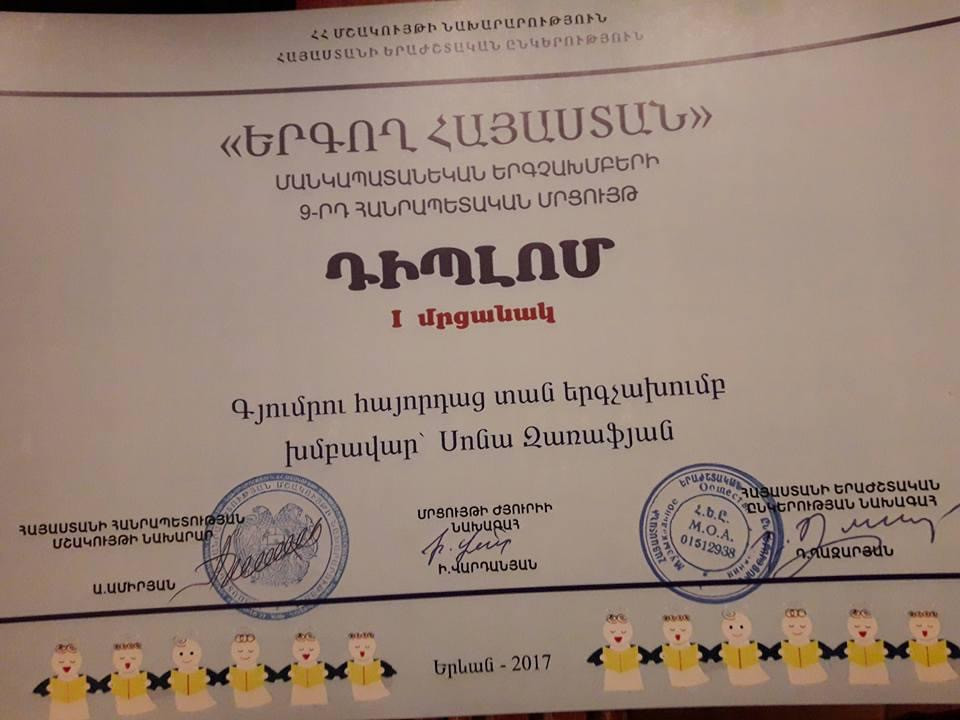 ՀՀ ՄՇԱԿՈՒՅԹԻ ՆԱԽԱՐԱՐՈՒԹՅՈՒՆ
ՀԱՅԱՍՏԱՆԻ ԵՐԱԺՇՏԱԿԱՆ ԸՆԿԵՐՈՒԹՅՈՒՆ
«ԵՐԳՈՂ ՀԱՅԱՍՏԱՆ»
ՄԱՆԿԱՊԱՏԱՆԵԿԱՆ ԵՐԳՉԱԽՄԲԵՐԻ
9-ՐԴ ՀԱՆՐԱՊԵՏԱԿԱՆ ՄՐՑՈՒՅԹ
ԴԻՊԼՈՄ
I մրցանակ
Գյումրու հայորդաց տան երգչախումբ
խմբավար՝ Սոնա Զառաֆյան
ՀԱՅԱՍՏԱՆԻ ՀԱՆՐԱՊԵՏՈՒԹՅԱՆ
ՄՇԱԿՈՒՅԹԻ ՆԱԽԱՐԱՐ
Ա.ԱՄԻՐՅԱՆ
ՄՐՑՈՒՅԹԻ ԺՅՈՒՐԻԻ
ՆԱԽԱԳԱՀ
Ի.ՎԱՐԴԱՆՅԱՆ
ՀԱՅԱՍՏԱՆԻ ԵՐԱԺՇՏԱԿԱՆ
ԸՆԿԵՐՈՒԹՅԱՆ ՆԱԽԱԳԱՀ
Դ.ՂԱԶԱՐՅԱՆ
Հ.Ե.Ը.
М.О.А.
01512938
Երևան - 2017